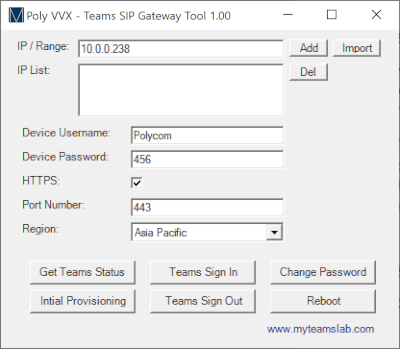 Poly VVX - Teams SIP Gateway Tool 1.00
IP / Range: 10.0.0.238 Add Import
IP List: Del
Device Username: Polycom
Device Password: 456
HTTPS:
Port Number: 443
Region: Asia Pacific
Get Teams Status Teams Sign In Change Password
Intial Provisioning Teams Sign Out Reboot
www.myteamslab.com